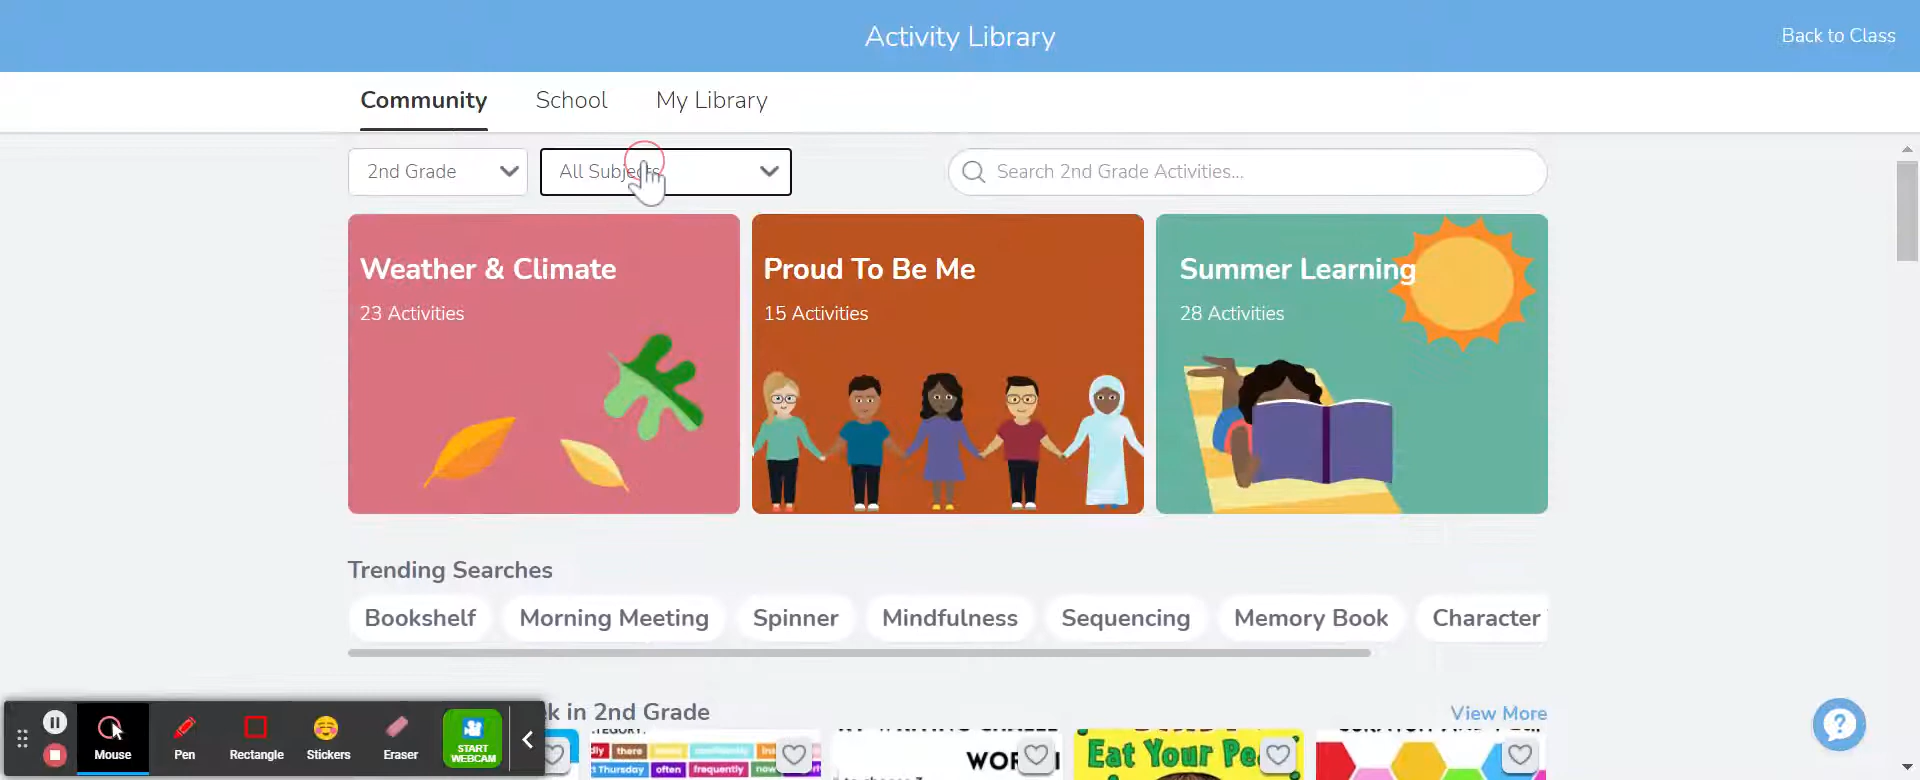 Activity Library
Back to Class
Community School My Library
2nd Grade All Subjects Search 2nd Grade Activities...
Weather & Climate
23 Activities
Proud To Be Me
15 Activities
Summer Learning
28 Activities
Trending Searches
Bookshelf Morning Meeting Spinner Mindfulness Sequencing Memory Book Character
in 2nd Grade View More
there
Thursday often frequently
Eat Your
Mouse Pen Rectangle Stickers Eraser START
WEBCAM